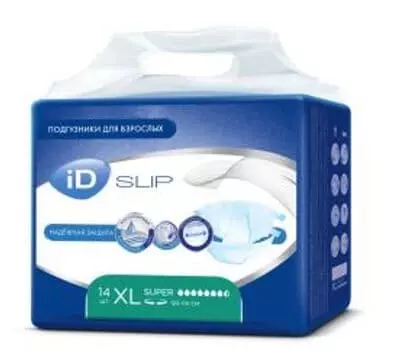 ПОДГУЗНИКИ ДЛЯ ВЗРОСЛЫХ
iD SLIP
НАДЁЖНАЯ ЗАЩИТА
14 ШТ XL SUPER